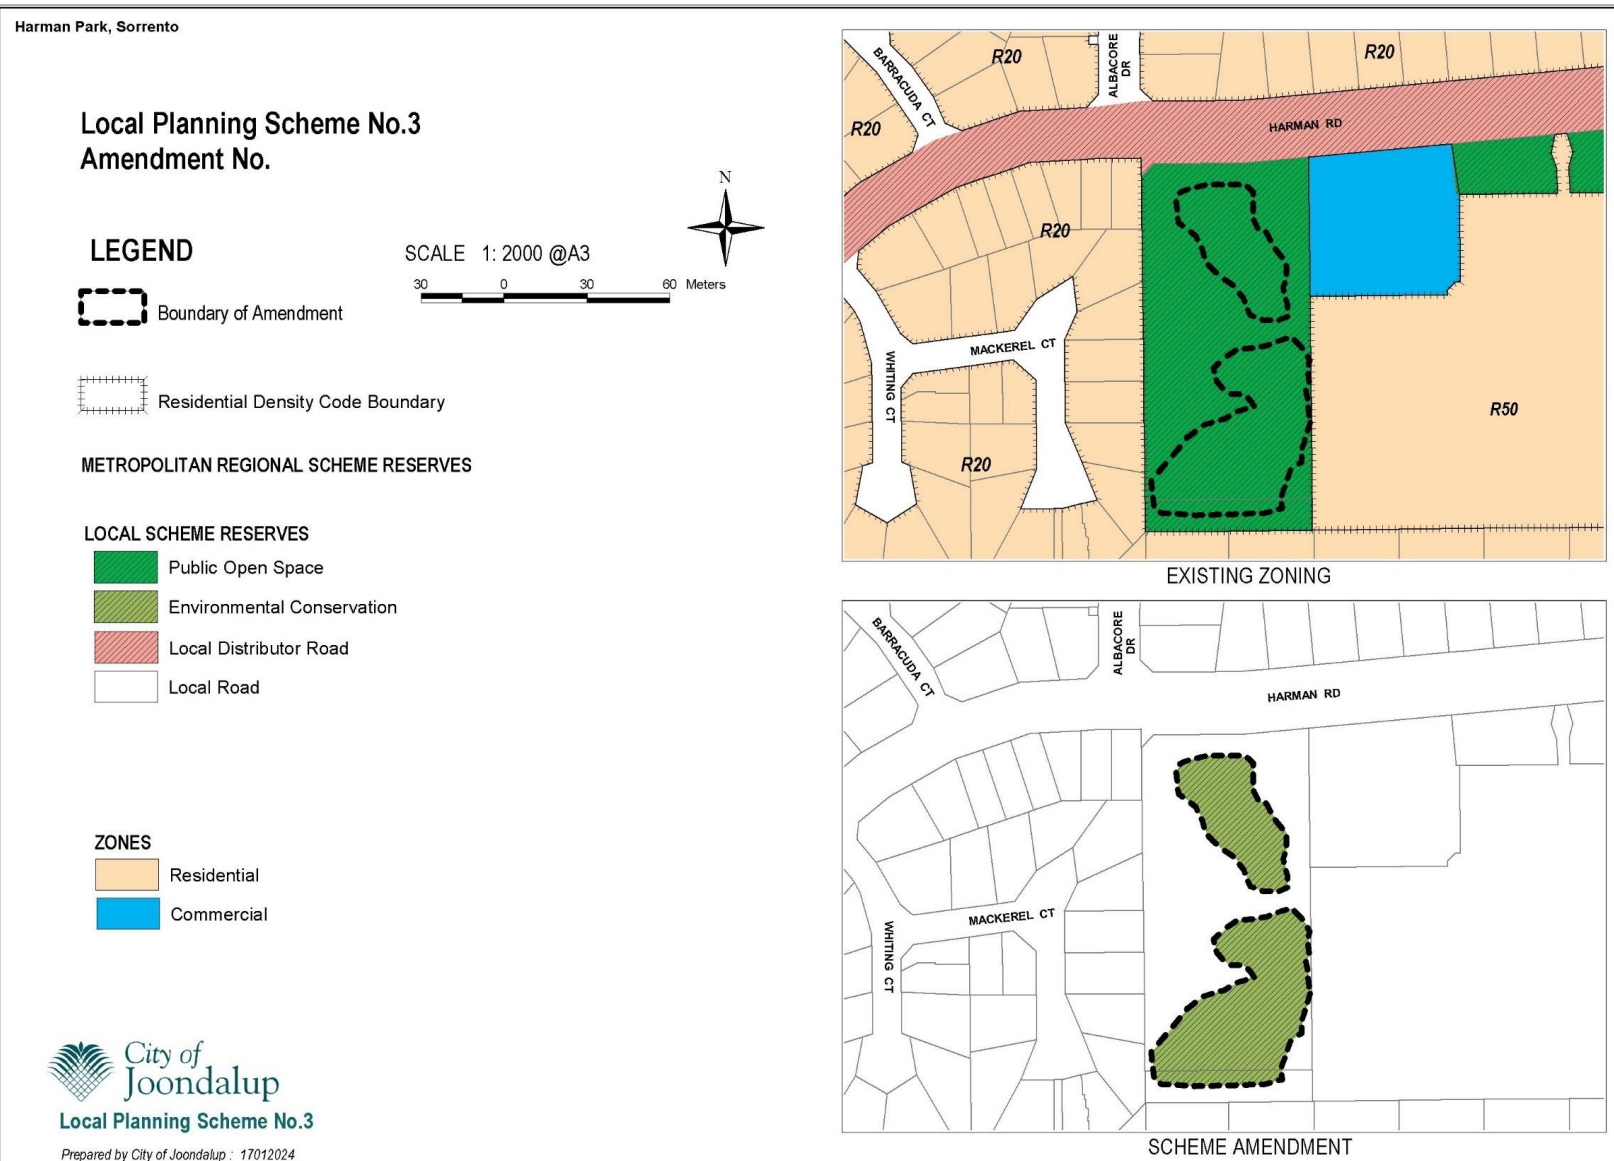 Harman Park, Sorrento
Local Planning Scheme No.3
Amendment No.
N
LEGEND
SCALE 1: 2000 @A3
30 0 30 60 Meters
Boundary of Amendment
Residential Density Code Boundary
METROPOLITAN REGIONAL SCHEME RESERVES
LOCAL SCHEME RESERVES
Public Open Space
Environmental Conservation
Local Distributor Road
Local Road
ZONES
Residential
Commercial
City of
Joondalup
Local Planning Scheme No.3
Prepared by City of Joondalup : 17012024
BARRACUDA CT
R20
ALBACORE
DR
R20
R20
HARMAN RD
R20
MACKEREL CT
WHITING CT
R20
R50
EXISTING ZONING
BARRACUDA CT
ALBACORE
DR
HARMAN RD
MACKEREL CT
WHITING CT
SCHEME AMENDMENT